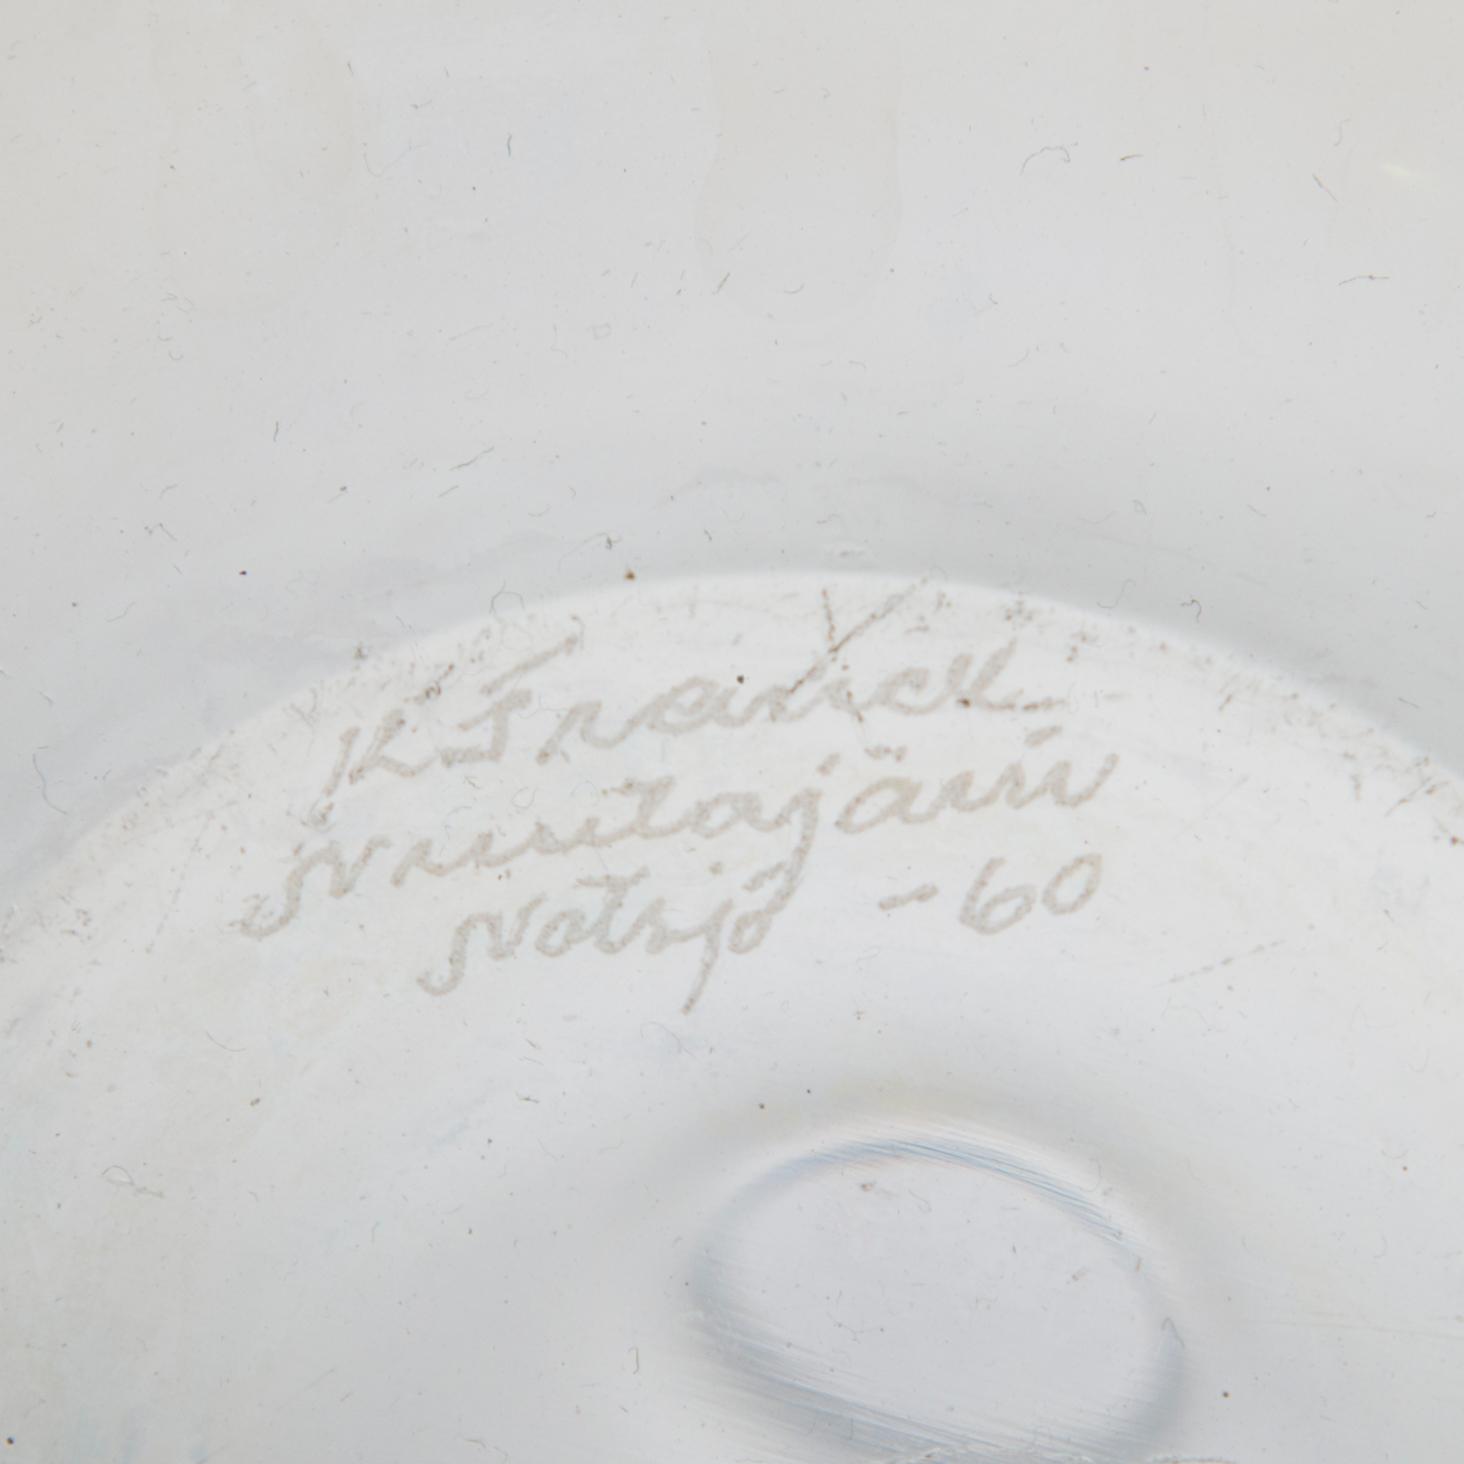 K Franck
Nuutajärvi
Notsjö -60